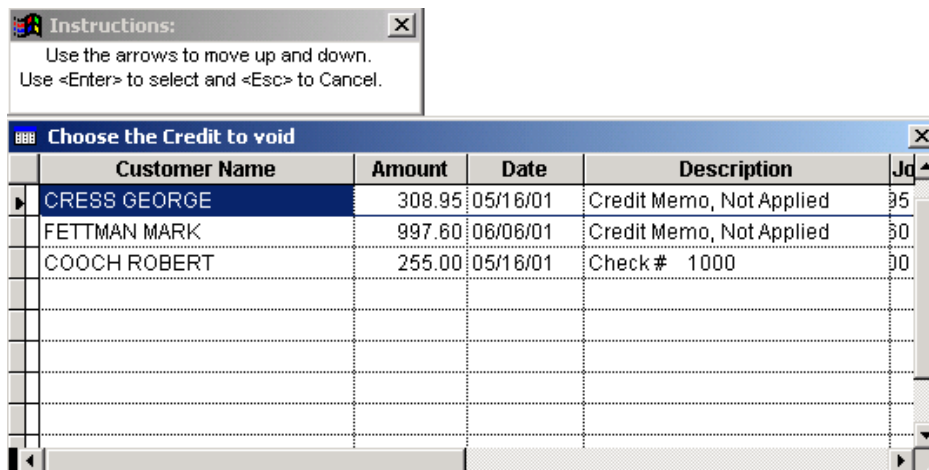 Instructions:
Use the arrows to move up and down.
Use <Enter> to select and <Esc> to Cancel.
Choose the Credit to void
Customer Name Amount Date Description
CRESS GEORGE 308.95 05/16/01 Credit Memo, Not Applied 95
FETTMAN MARK 997.60 06/06/01 Credit Memo, Not Applied 60
COOCH ROBERT 255.00 05/16/01 Check # 1000 00